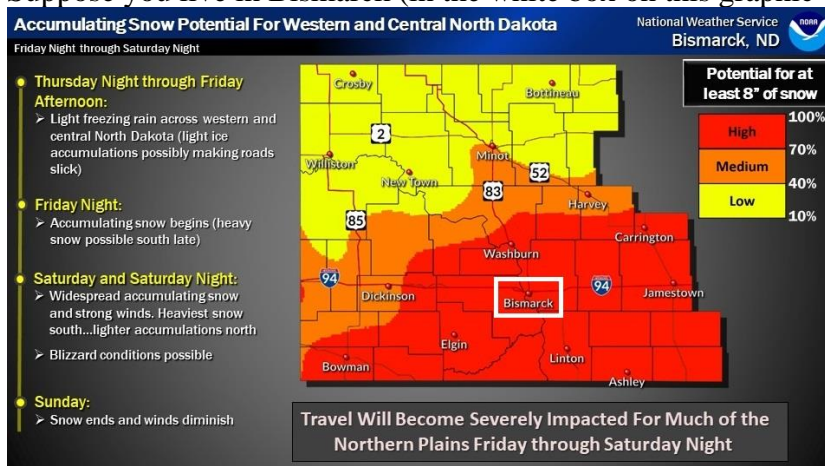 Suppose you live in Bismarck (in the white box on this graphic
Accumulating Snow Potential For Western and Central North Dakota
Friday Night through Saturday Night
National Weather Service
Bismarck, ND
NOAA
Thursday Night through Friday
Afternoon:
Light freezing rain across western and
central North Dakota (light ice
accumulations possibly making roads
slick)
Friday Night:
Accumulating snow begins (heavy
snow possible south late)
Saturday and Saturday Night:
Widespread accumulating snow
and strong winds. Heaviest snow
south...lighter accumulations north
Blizzard conditions possible
Sunday:
Snow ends and winds diminish
Crosby
Bottineau
2
Williston
Minot
New Town
52
83
Harvey
85
Carrington
Washburn
94
Dickinson
Bismarck
94
Jamestown
Elgin
Bowman
Linton
Ashley
Potential for at
least 8" of snow
100%
High
70%
Medium
40%
Low
10%
Travel Will Become Severely Impacted For Much of the
Northern Plains Friday through Saturday Night